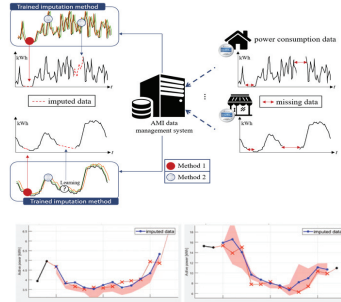 Trained imputation method
kWh
t
power consumption data
kWh
t
imputed data
AMI data
management system
missing data
kWh
t
kWh
t
Learning
?
Method 1
Method 2
Trained imputation method
imputed data
imputed data